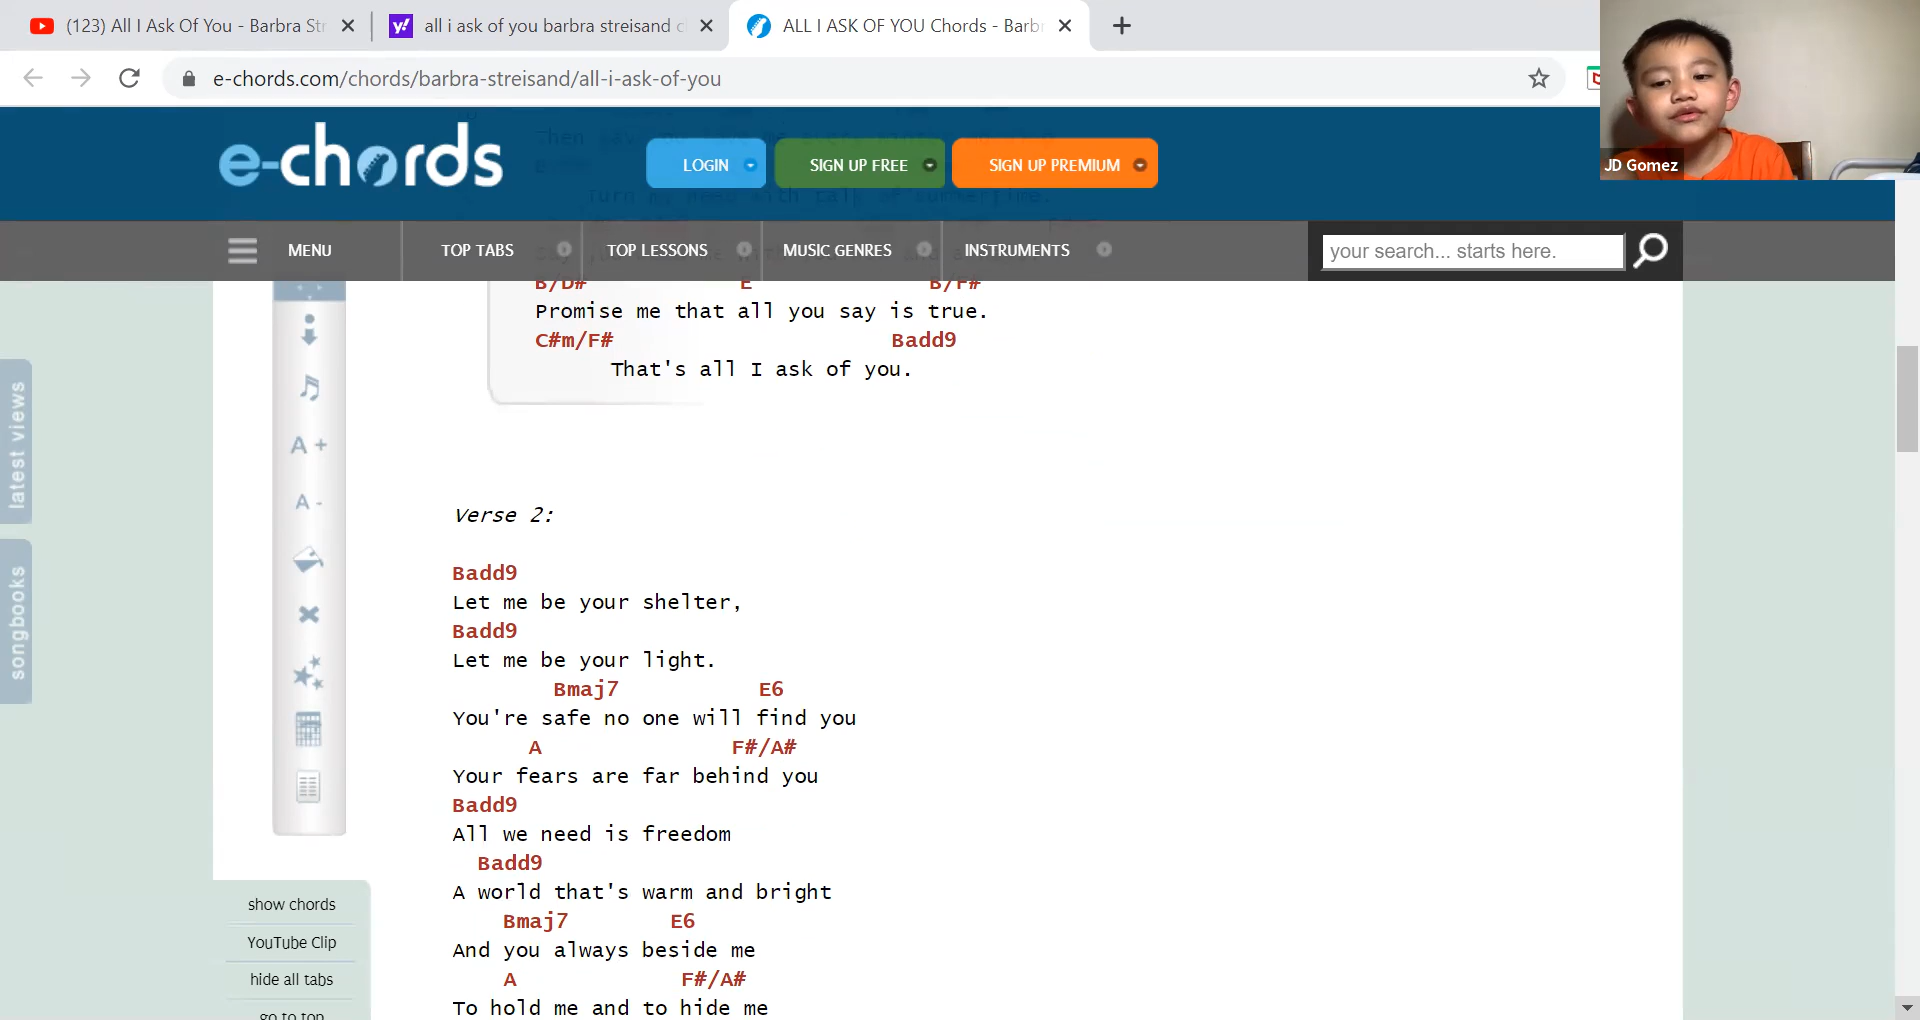 (123) All I Ask Of You - Barbra Str
all i ask of you barbra streisand c
ALL I ASK OF YOU Chords - Barb
e-chords.com/chords/barbra-streisand/all-i-ask-of-you
JD Gomez
e-chords
LOGIN
SIGN UP FREE
SIGN UP PREMIUM
MENU
TOP TABS
TOP LESSONS
MUSIC GENRES
INSTRUMENTS
your search... starts here.
B/D# E B/F#
Promise me that all you say is true.
C#m/F# Badd9
That's all I ask of you.
latest views
songbooks
A +
A -
Verse 2:
Badd9
Let me be your shelter,
Badd9
Let me be your light.
Bmaj7 E6
You're safe no one will find you
A F#/A#
Your fears are far behind you
Badd9
All we need is freedom
Badd9
A world that's warm and bright
Bmaj7 E6
And you always beside me
A F#/A#
To hold me and to hide me
show chords
YouTube Clip
hide all tabs
go to top